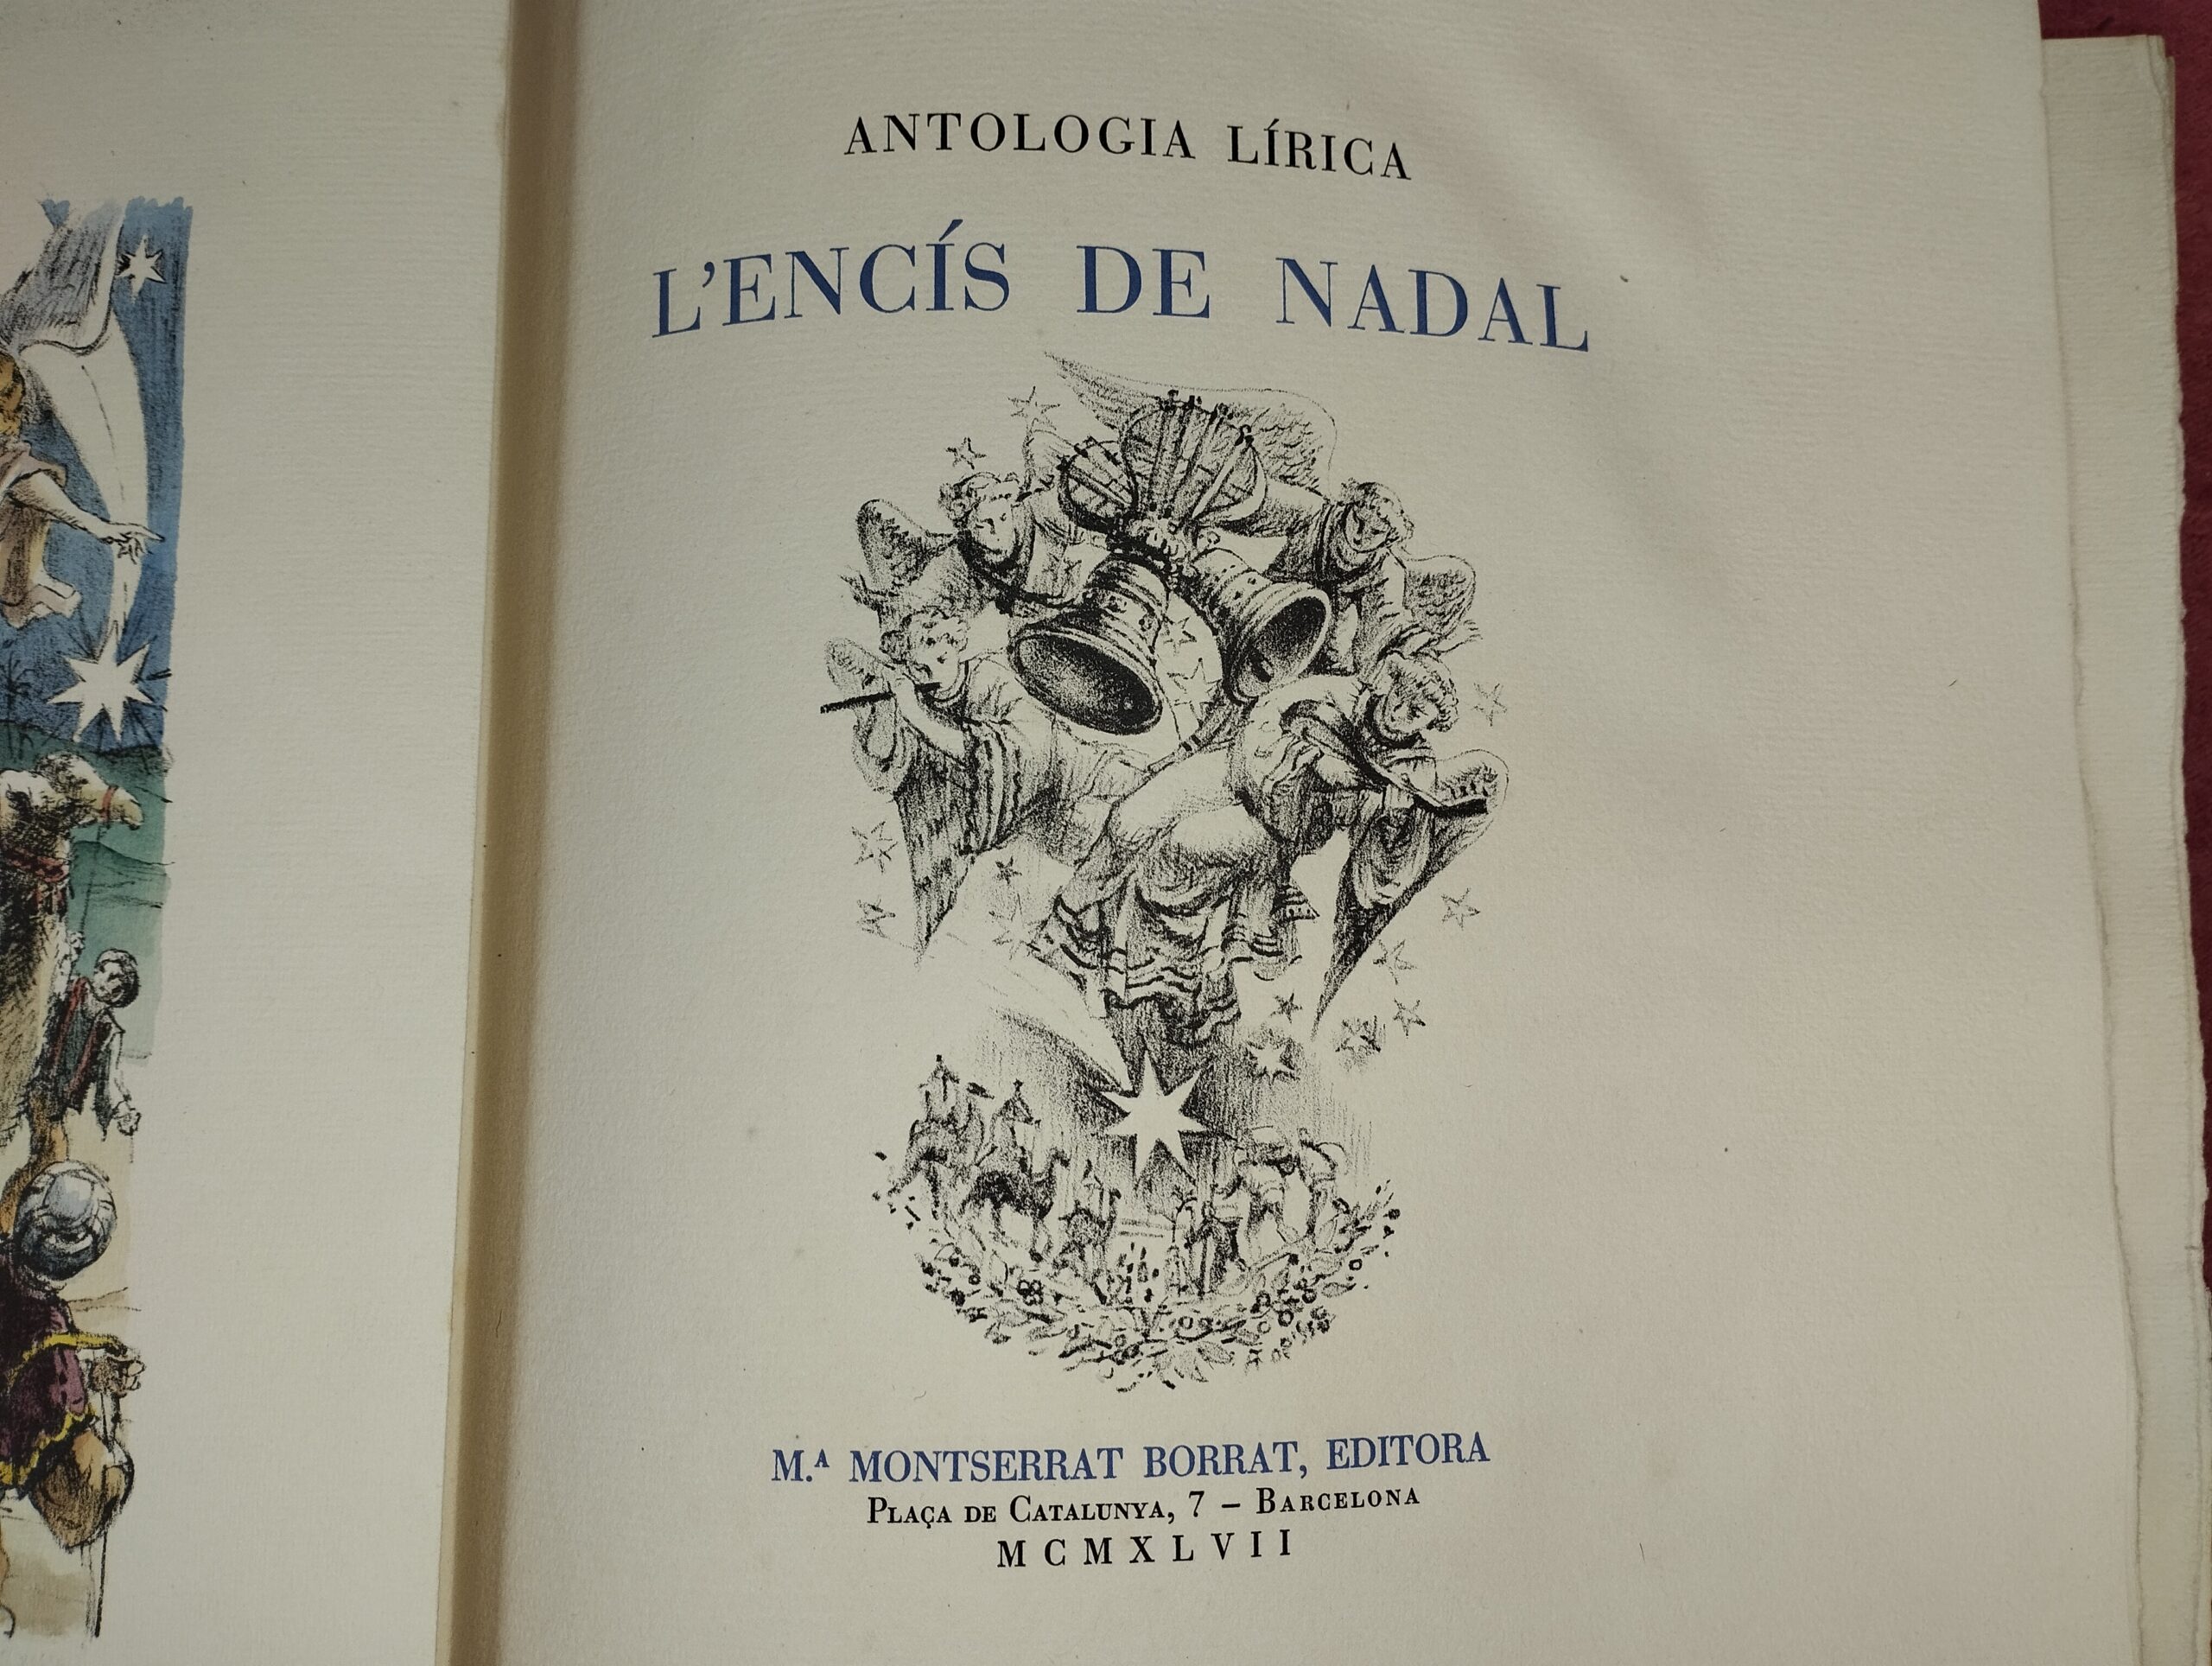 ANTOLOGIA LÍRICA
L'ENCÍS DE NADAL
M.ᴬ MONTSERRAT BORRAT, EDITORA
PLAÇA DE CATALUNYA, 7 – BARCELONA
MCMXLVII